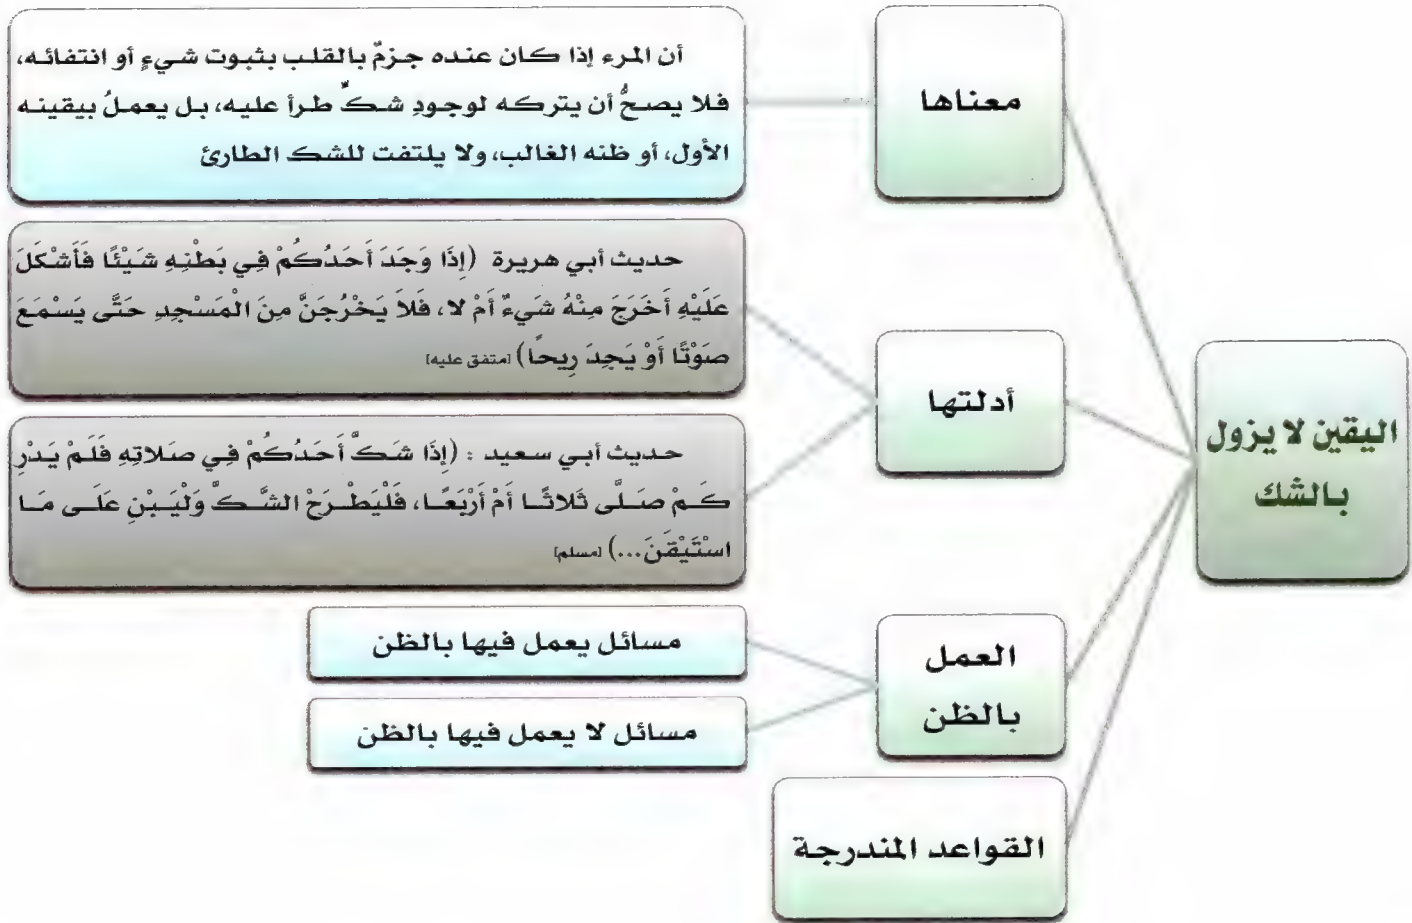 اليقين لا يزول
بالشك
معناها
أن المرء إذا كان عنده جزمٌ بالقلب بثبوت شيءٍ أو انتفائه،
فلا يصحُّ أن يتركه لوجودِ شكٍّ طرأ عليه، بل يعملُ بيقينه
الأول، أو ظنه الغالب، ولا يلتفت للشك الطارئ
أدلتها
حديث أبي هريرة (إِذَا وَجَدَ أَحَدُكُمْ فِي بَطْنِهِ شَيْئًا فَأَشْكَلَ
عَلَيْهِ أَخَرَجَ مِنْهُ شَيءٌ أَمْ لا، فَلاَ يَخْرُجَنَّ مِنَ الْمَسْجِدِ حَتَّى يَسْمَعَ
صَوْتًا أَوْ يَجِدَ رِيحًا) [متفق عليه]
حديث أبي سعيد : (إِذَا شَكَّ أَحَدُكُمْ فِي صَلاتِهِ فَلَمْ يَدْرِ
كَمْ صَلَّى ثَلاثًا أَمْ أَرْبَعًا، فَلْيَطْرَحْ الشَّكَّ وَلْيَبْنِ عَلَى مَا
اسْتَيْقَنَ...) [مسلم]
العمل
بالظن
مسائل يعمل فيها بالظن
مسائل لا يعمل فيها بالظن
القواعد المندرجة